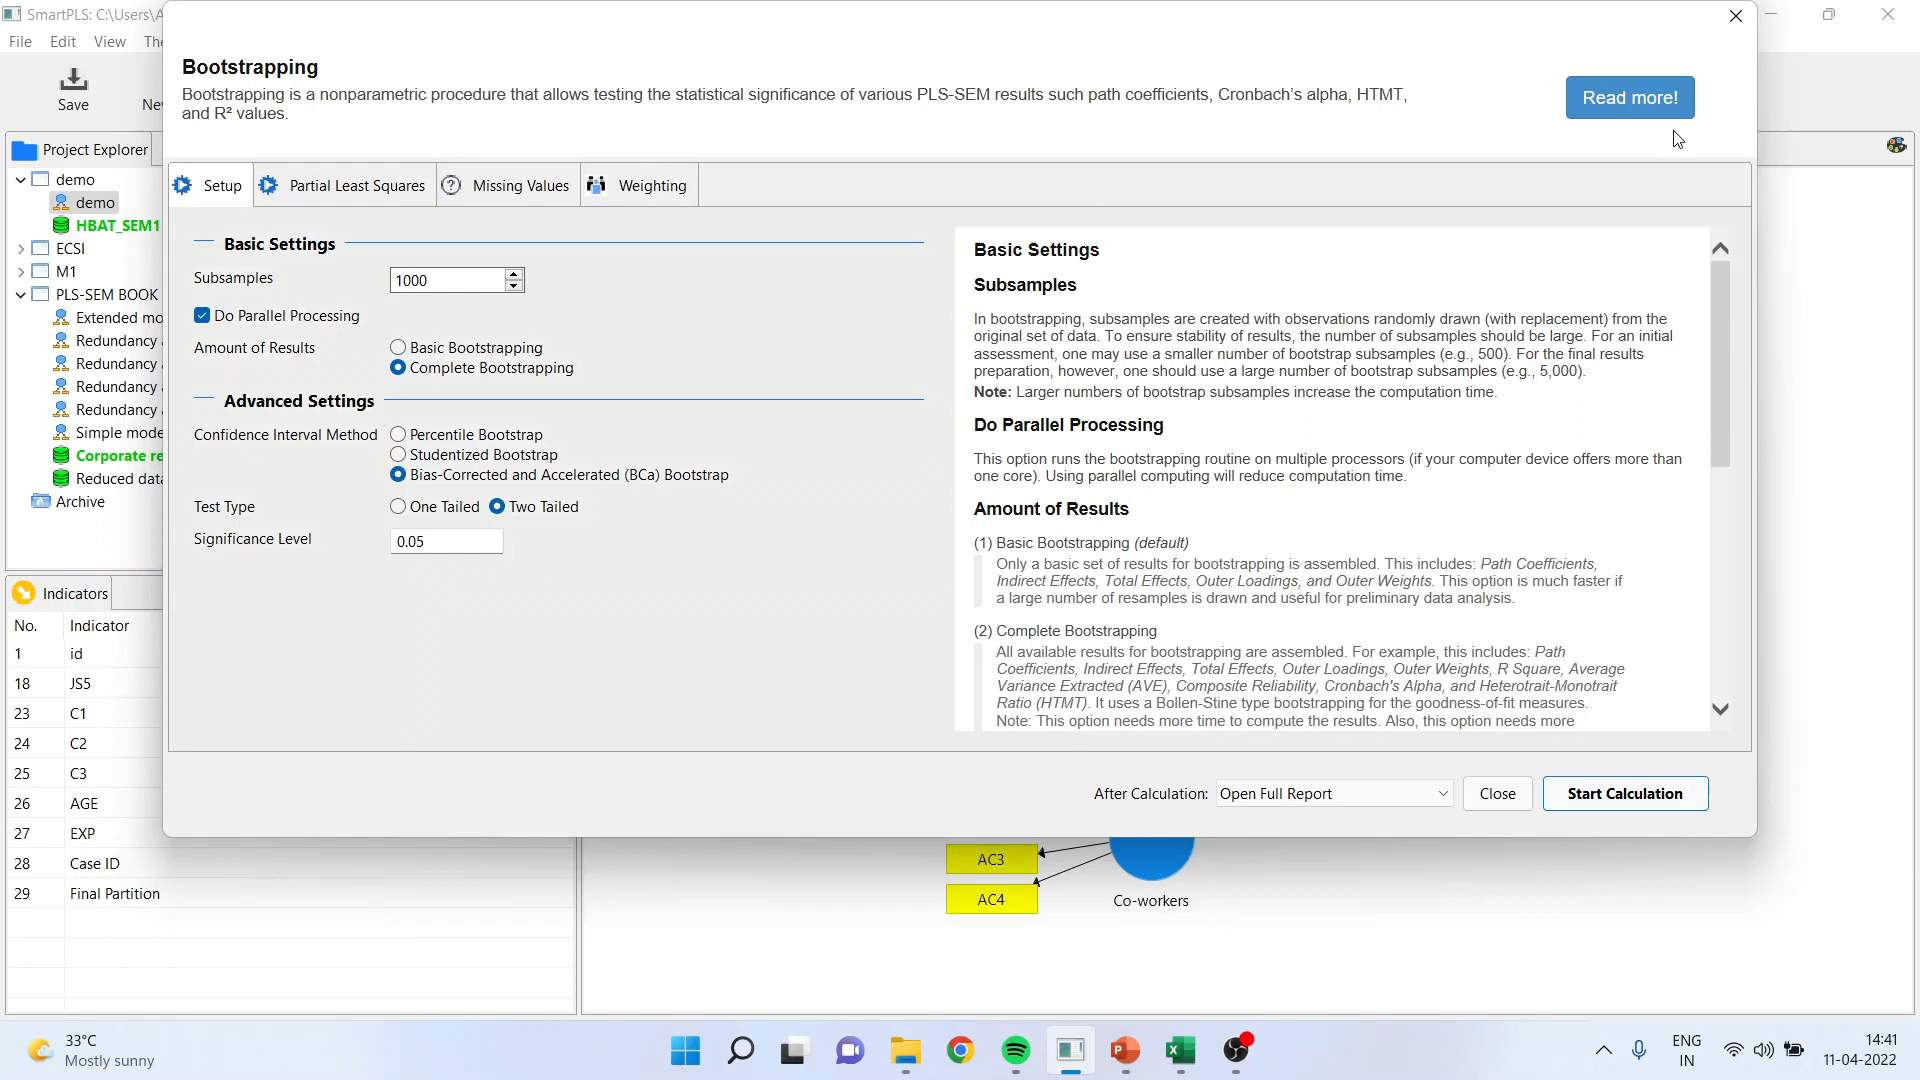 SmartPLS: C:\Users\A
File Edit View The
Save
Nev
Bootstrapping
Bootstrapping is a nonparametric procedure that allows testing the statistical significance of various PLS-SEM results such path coefficients, Cronbach's alpha, HTMT,
and R² values.
Read more!
Project Explorer
demo
demo
HBAT_SEM1
ECSI
M1
PLS-SEM BOOK
Extended mo
Redundancy a
Redundancy a
Redundancy a
Redundancy a
Simple mode
Corporate re
Reduced data
Archive
Setup Partial Least Squares Missing Values Weighting
Basic Settings
Subsamples 1000
Do Parallel Processing
Amount of Results Basic Bootstrapping
Complete Bootstrapping
Advanced Settings
Confidence Interval Method Percentile Bootstrap
Studentized Bootstrap
Bias-Corrected and Accelerated (BCa) Bootstrap
Test Type One Tailed Two Tailed
Significance Level 0.05
Basic Settings
Subsamples
In bootstrapping, subsamples are created with observations randomly drawn (with replacement) from the
original set of data. To ensure stability of results, the number of subsamples should be large. For an initial
assessment, one may use a smaller number of bootstrap subsamples (e.g., 500). For the final results
preparation, however, one should use a large number of bootstrap subsamples (e.g., 5,000).
Note: Larger numbers of bootstrap subsamples increase the computation time.
Do Parallel Processing
This option runs the bootstrapping routine on multiple processors (if your computer device offers more than
one core). Using parallel computing will reduce computation time.
Amount of Results
(1) Basic Bootstrapping (default)
Only a basic set of results for bootstrapping is assembled. This includes: Path Coefficients,
Indirect Effects, Total Effects, Outer Loadings, and Outer Weights. This option is much faster if
a large number of resamples is drawn and useful for preliminary data analysis.
(2) Complete Bootstrapping
All available results for bootstrapping are assembled. For example, this includes: Path
Coefficients, Indirect Effects, Total Effects, Outer Loadings, Outer Weights, R Square, Average
Variance Extracted (AVE), Composite Reliability, Cronbach's Alpha, and Heterotrait-Monotrait
Ratio (HTMT). It uses a Bollen-Stine type bootstrapping for the goodness-of-fit measures.
Note: This option needs more time to compute the results. Also, this option needs more
After Calculation: Open Full Report Close Start Calculation
Indicators
No. Indicator
1 id
18 JS5
23 C1
24 C2
25 C3
26 AGE
27 EXP
28 Case ID
29 Final Partition
AC3
AC4
Co-workers
33°C
Mostly sunny
ENG
IN
14:41
11-04-2022